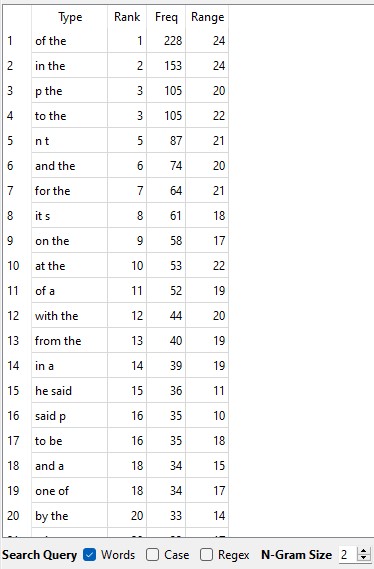 Type Rank Freq Range
1 of the 1 228 24
2 in the 2 153 24
3 p the 3 105 20
4 to the 3 105 22
5 n t 5 87 21
6 and the 6 74 20
7 for the 7 64 21
8 it s 8 61 18
9 on the 9 58 17
10 at the 10 53 22
11 of a 11 52 19
12 with the 12 44 20
13 from the 13 40 19
14 in a 14 39 19
15 he said 15 36 11
16 said p 16 35 10
17 to be 16 35 18
18 and a 18 34 15
19 one of 18 34 17
20 by the 20 33 14
Search Query Words Case Regex N-Gram Size 2